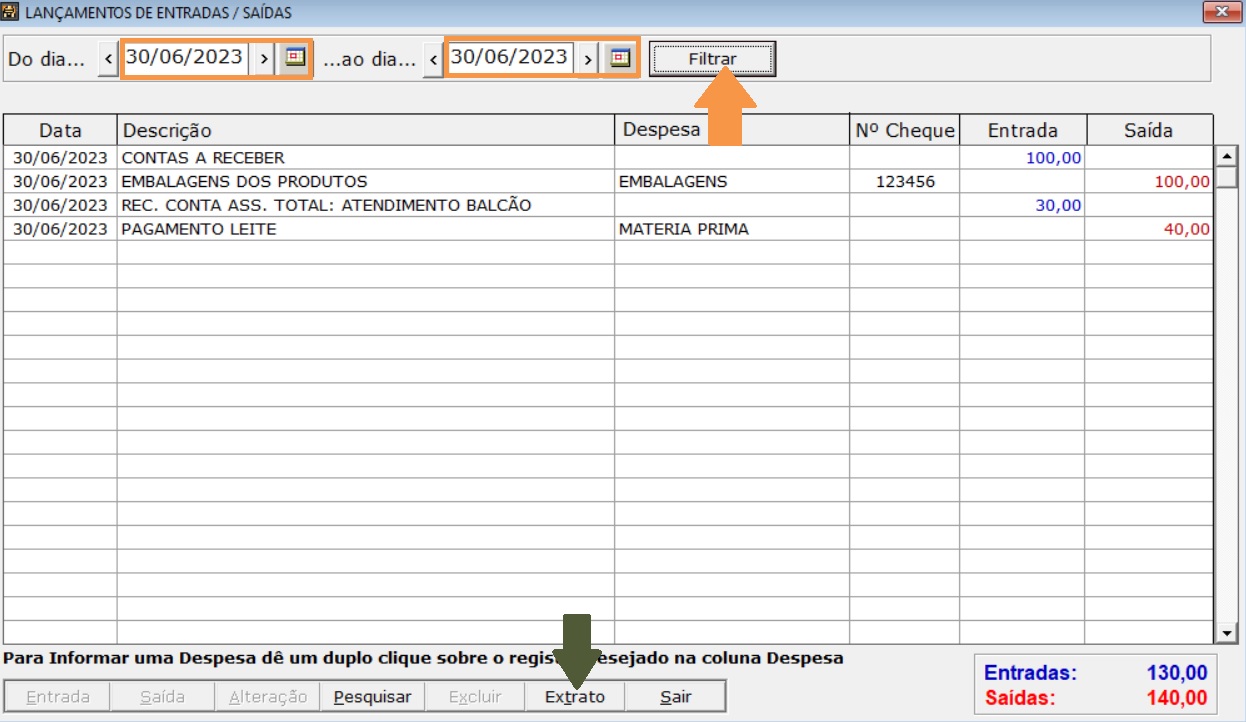 LANÇAMENTOS DE ENTRADAS / SAÍDAS
Do dia... < 30/06/2023 > ...ao dia... < 30/06/2023 > Filtrar
Data Descrição Despesa Nº Cheque Entrada Saída
30/06/2023 CONTAS A RECEBER 100,00
30/06/2023 EMBALAGENS DOS PRODUTOS EMBALAGENS 123456 100,00
30/06/2023 REC. CONTA ASS. TOTAL: ATENDIMENTO BALCÃO 30,00
30/06/2023 PAGAMENTO LEITE MATERIA PRIMA 40,00
Para Informar uma Despesa dê um duplo clique sobre o regis esejado na coluna Despesa
Entradas: 130,00
Saídas: 140,00
Entrada Saída Alteração Pesquisar Excluir Extrato Sair